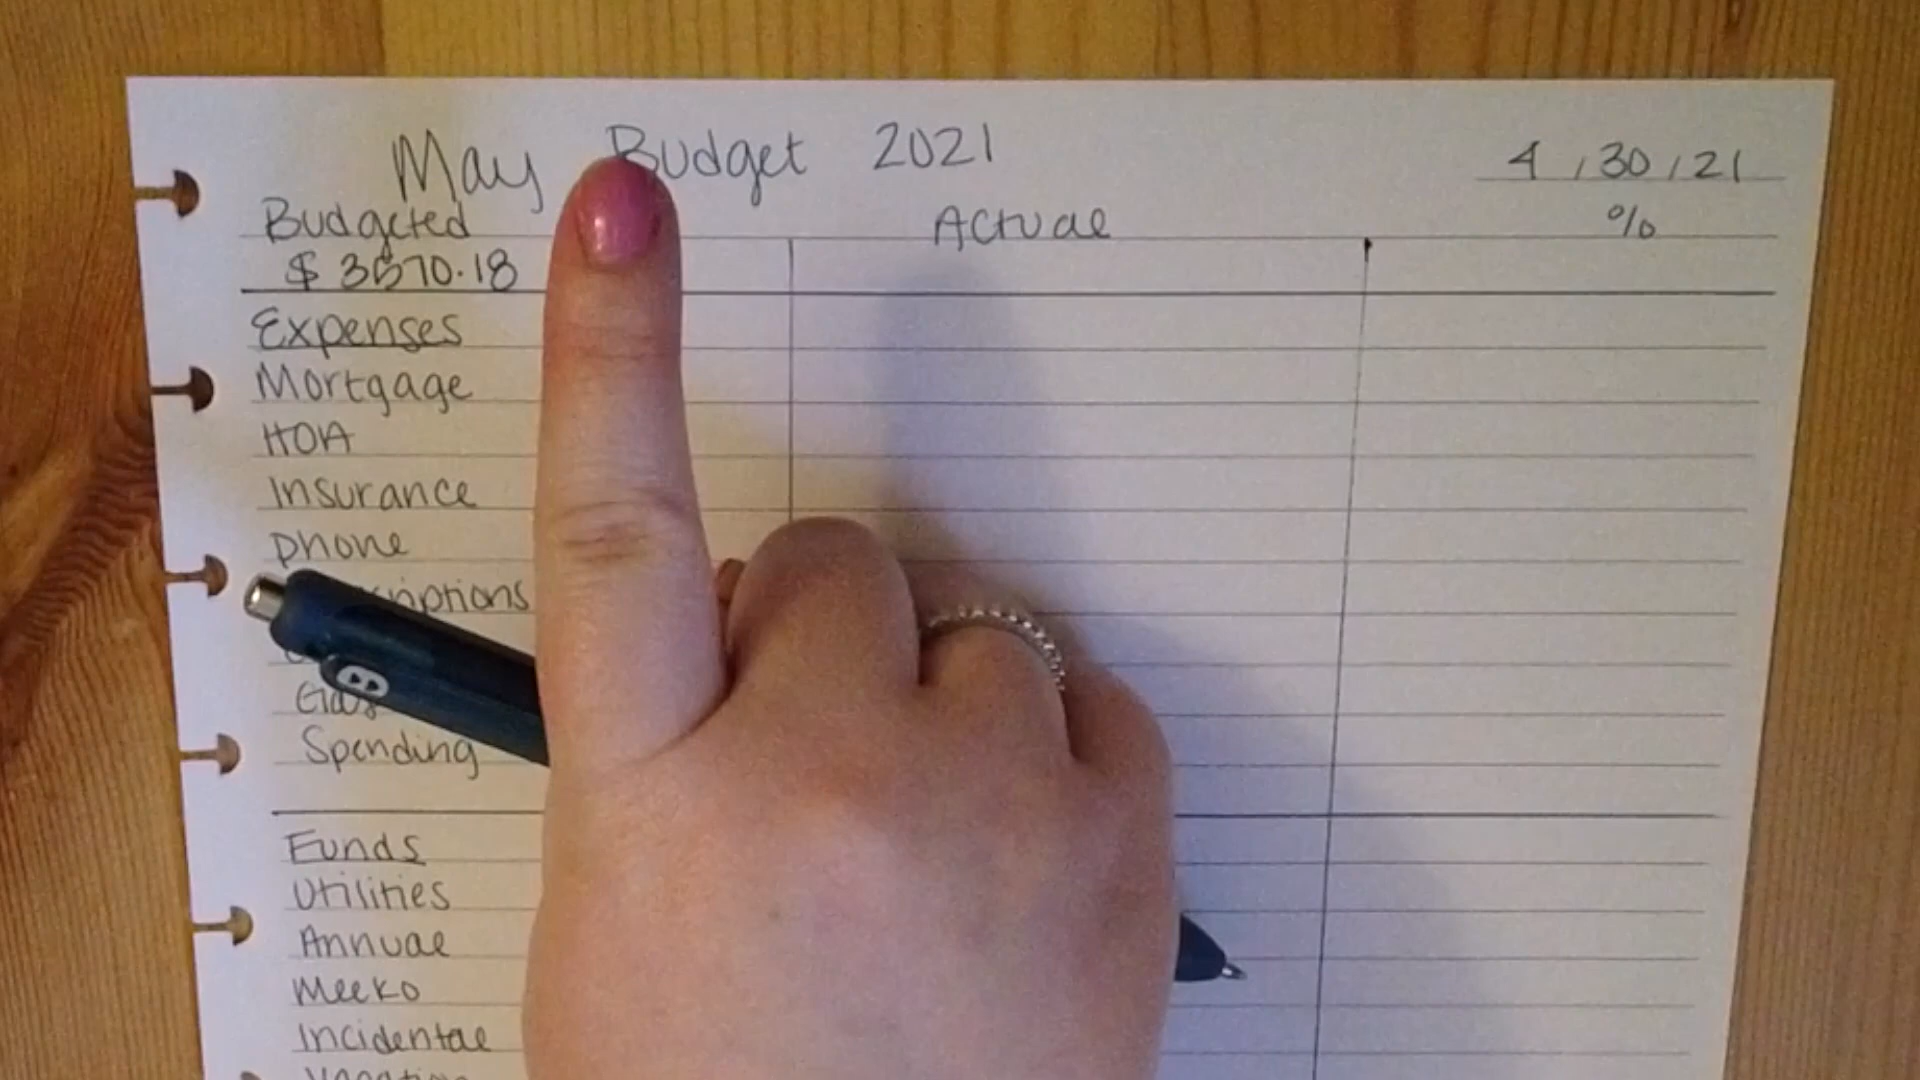 May Budget 2021
4/30/21
Budgeted Actual %
$3570.18
Expenses
Mortgage
HOA
Insurance
phone
Spending
Funds
Utilities
Annual
Meeko
Incidental